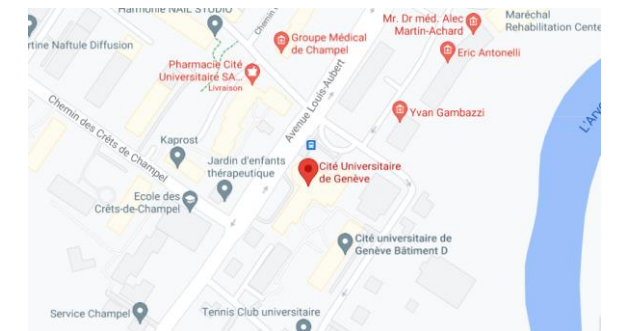 Harmonie NAIL STUDIO
Chemin
Mr. Dr méd. Alec
Martin-Achard
Maréchal
Rehabilitation Cente
Groupe Médical
de Champel
rtine Naftule Diffusion
Eric Antonelli
Pharmacie Cité
Universitaire SA...
Livraison
Avenue Louis-Aubert
Yvan Gambazzi
L'Arve
Chemin des Crêts de Champel
Kaprost
Jardin d'enfants
thérapeutique
Cité Universitaire
de Genève
Ecole des
Crêts-de-Champel
Cité universitaire de
Genève Bâtiment D
Service Champel
Tennis Club universitaire